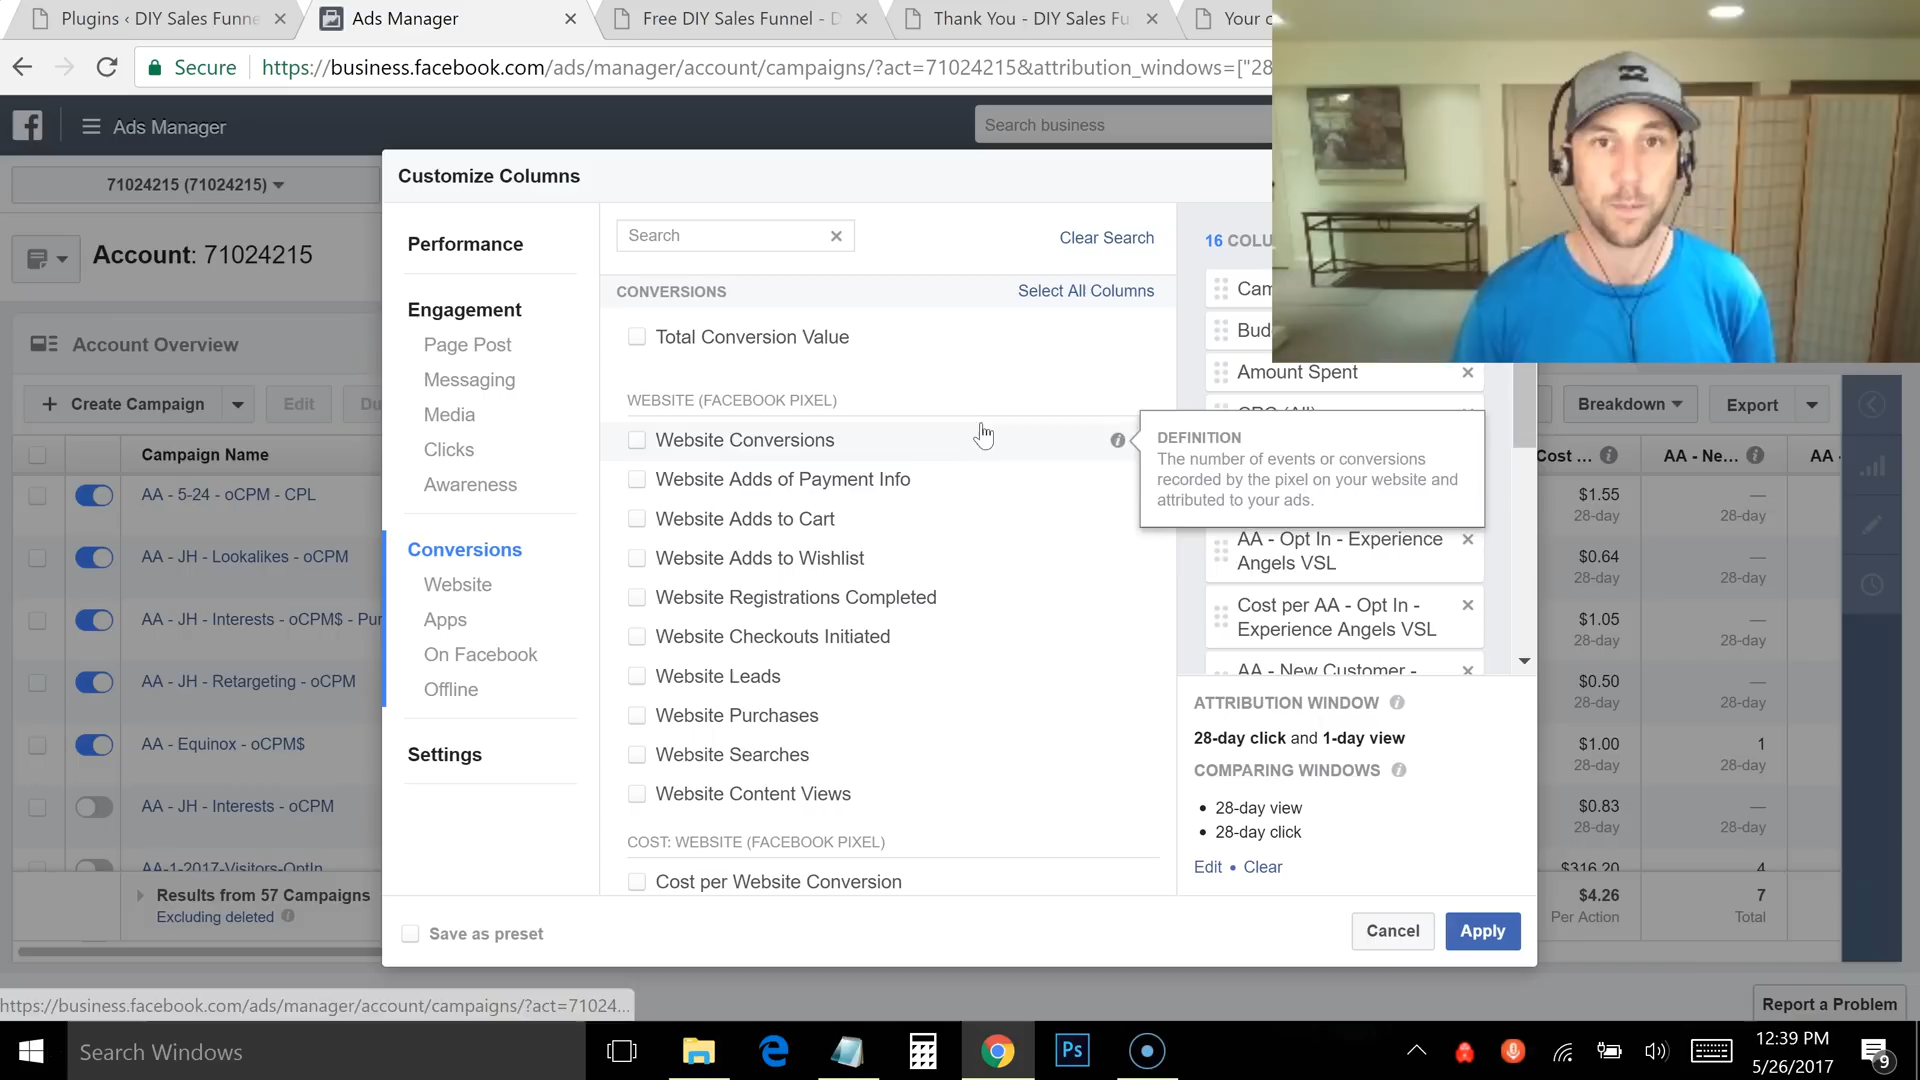 Plugins ‹ DIY Sales Funne
Ads Manager
Free DIY Sales Funnel - D
Thank You - DIY Sales Fu
Your c
Secure
https://business.facebook.com/ads/manager/account/campaigns/?act=71024215&attribution_windows=["28
Ads Manager
Search business
71024215 (71024215)
Account: 71024215
Account Overview
Create Campaign
Edit
Du
Breakdown
Export
Campaign Name
Cost ...
AA - Ne...
AA -
AA - 5-24 - oCPM - CPL
$1.55
—
28-day
28-day
AA - JH - Lookalikes - oCPM
$0.64
—
28-day
28-day
AA - JH - Interests - oCPM$ - Pur
$1.05
—
28-day
28-day
AA - JH - Retargeting - oCPM
$0.50
—
28-day
28-day
AA - Equinox - oCPM$
$1.00
1
28-day
28-day
AA - JH - Interests - oCPM
$0.83
—
28-day
28-day
AA-1-2017-Visitors-OptIn
$316.20
4
Results from 57 Campaigns
Excluding deleted
$4.26
Per Action
7
Total
Customize Columns
Performance
Engagement
Page Post
Messaging
Media
Clicks
Awareness
Conversions
Website
Apps
On Facebook
Offline
Settings
Search
Clear Search
CONVERSIONS
Select All Columns
Total Conversion Value
WEBSITE (FACEBOOK PIXEL)
Website Conversions
Website Adds of Payment Info
Website Adds to Cart
Website Adds to Wishlist
Website Registrations Completed
Website Checkouts Initiated
Website Leads
Website Purchases
Website Searches
Website Content Views
COST: WEBSITE (FACEBOOK PIXEL)
Cost per Website Conversion
16 COLU
Cam
Bud
Amount Spent
CPC (All)
DEFINITION
The number of events or conversions
recorded by the pixel on your website and
attributed to your ads.
AA - Opt In - Experience
Angels VSL
Cost per AA - Opt In -
Experience Angels VSL
AA - New Customer -
ATTRIBUTION WINDOW
28-day click and 1-day view
COMPARING WINDOWS
• 28-day view
• 28-day click
Edit • Clear
Save as preset
Cancel
Apply
https://business.facebook.com/ads/manager/account/campaigns/?act=71024...
Report a Problem
Search Windows
Ps
12:39 PM
5/26/2017
9